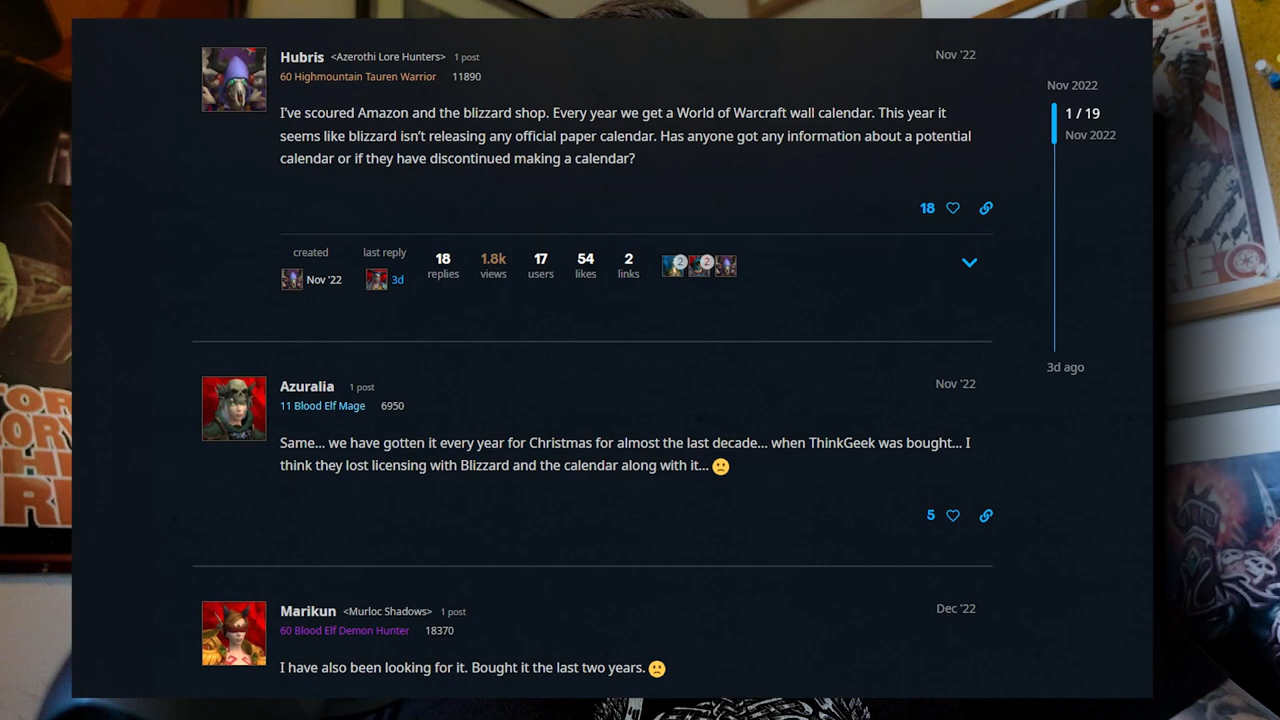 Hubris <Azerothi Lore Hunters> 1 post
Nov '22
60 Highmountain Tauren Warrior 11890
I've scoured Amazon and the blizzard shop. Every year we get a World of Warcraft wall calendar. This year it
seems like blizzard isn't releasing any official paper calendar. Has anyone got any information about a potential
calendar or if they have discontinued making a calendar?
18
created
Nov '22
last reply
3d
18
replies
1.8k
views
17
users
54
likes
2
links
2
2
Nov 2022
1 / 19
Nov 2022
3d ago
Azuralia 1 post
Nov '22
11 Blood Elf Mage 6950
Same... we have gotten it every year for Christmas for almost the last decade... when ThinkGeek was bought... I
think they lost licensing with Blizzard and the calendar along with it... 🙁
5
Marikun <Murloc Shadows> 1 post
Dec '22
60 Blood Elf Demon Hunter 18370
I have also been looking for it. Bought it the last two years. 🙁